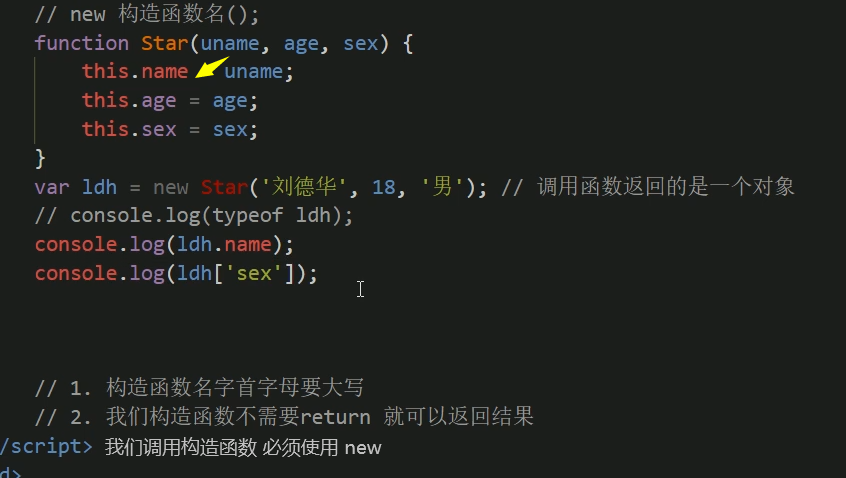 // new 构造函数名();
function Star(uname, age, sex) {
this.name uname;
this.age = age;
this.sex = sex;
}
var ldh = new Star('刘德华', 18, '男'); // 调用函数返回的是一个对象
// console.log(typeof ldh);
console.log(ldh.name);
console.log(ldh['sex']);
// 1. 构造函数名字首字母要大写
// 2. 我们构造函数不需要return 就可以返回结果
/script> 我们调用构造函数 必须使用 new
d>